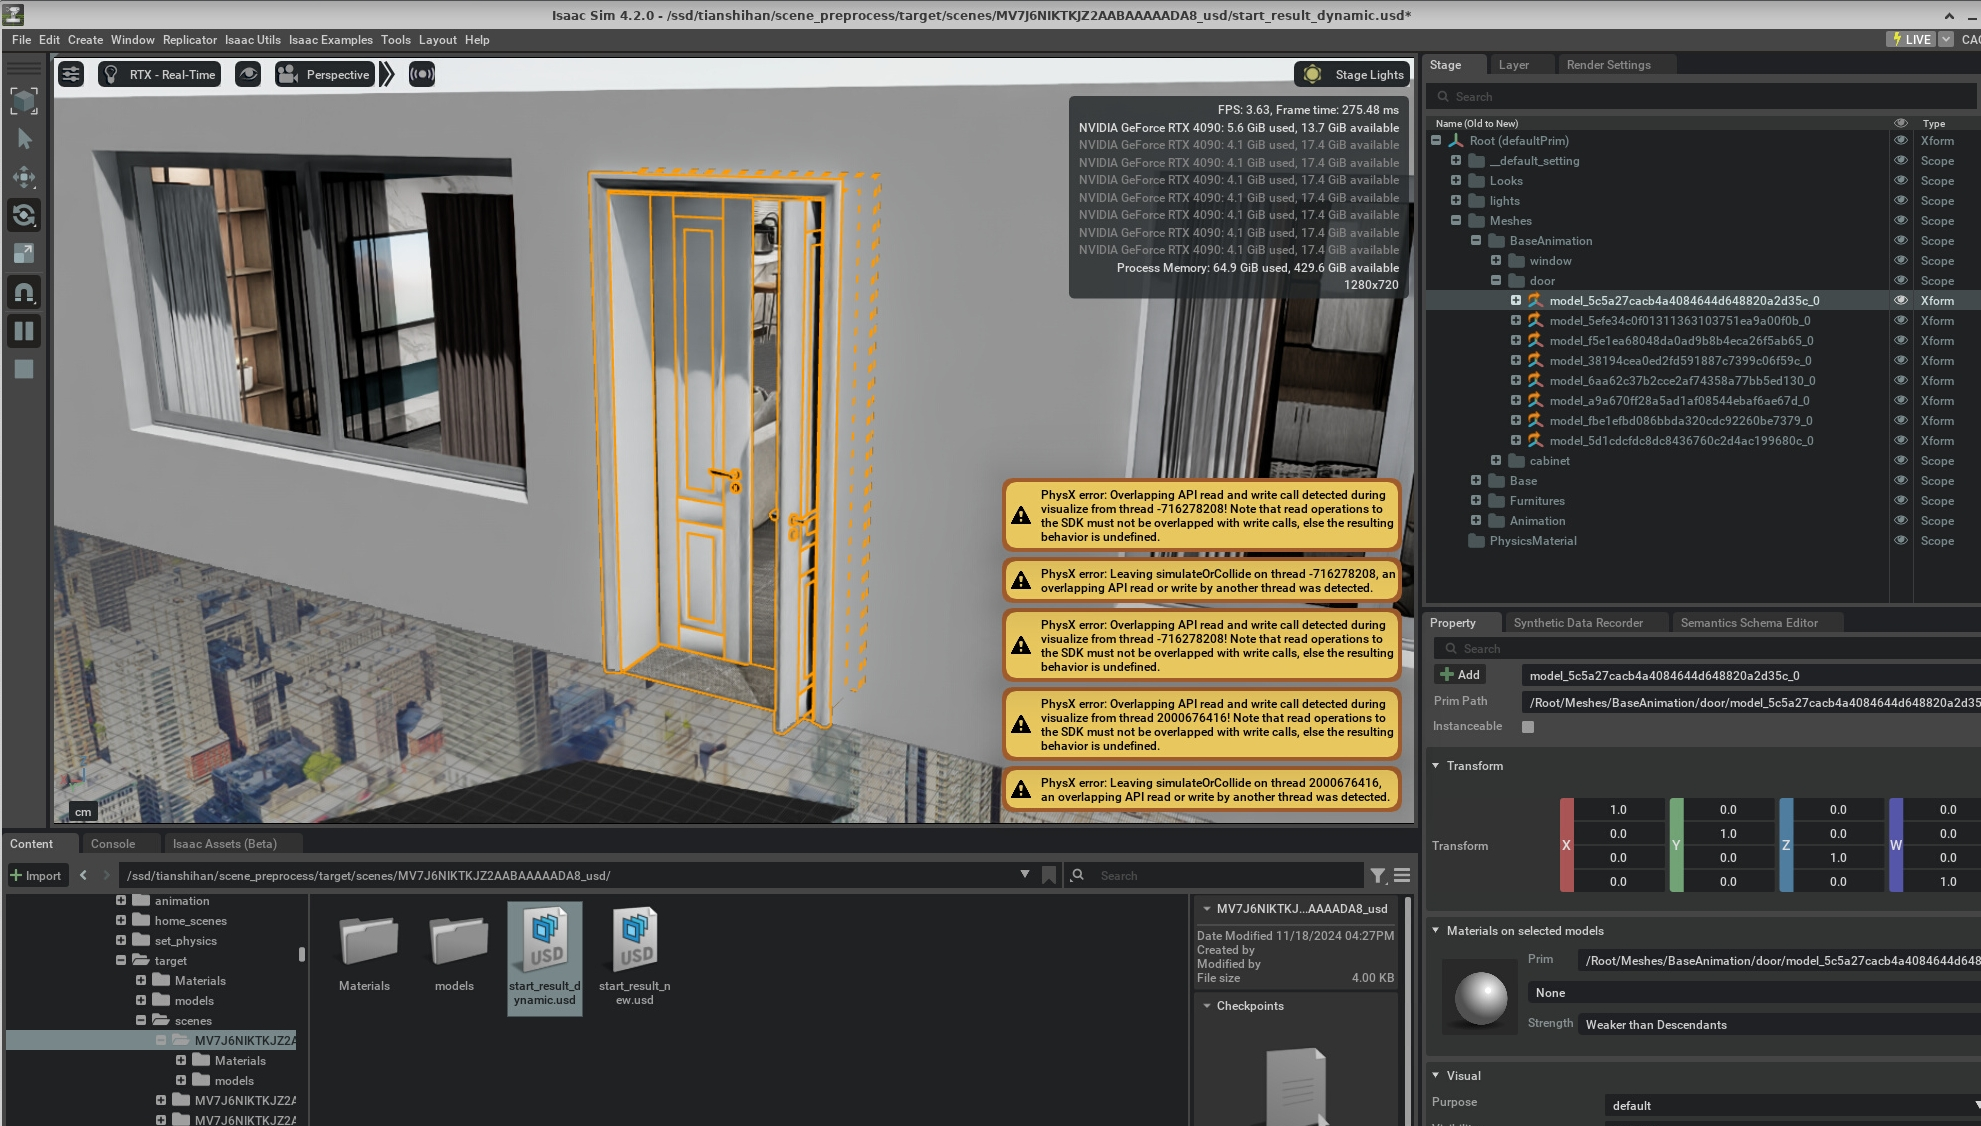 Isaac Sim 4.2.0 - /ssd/tianshihan/scene_preprocess/target/scenes/MV7J6NIKTKJZ2AABAAAAADA8_usd/start_result_dynamic.usd*
File Edit Create Window Replicator Isaac Utils Isaac Examples Tools Layout Help
LIVE
RTX - Real-Time
Perspective
Stage Lights
FPS: 3.63, Frame time: 275.48 ms
NVIDIA GeForce RTX 4090: 5.6 GiB used, 13.7 GiB available
NVIDIA GeForce RTX 4090: 4.1 GiB used, 17.4 GiB available
NVIDIA GeForce RTX 4090: 4.1 GiB used, 17.4 GiB available
NVIDIA GeForce RTX 4090: 4.1 GiB used, 17.4 GiB available
NVIDIA GeForce RTX 4090: 4.1 GiB used, 17.4 GiB available
NVIDIA GeForce RTX 4090: 4.1 GiB used, 17.4 GiB available
NVIDIA GeForce RTX 4090: 4.1 GiB used, 17.4 GiB available
NVIDIA GeForce RTX 4090: 4.1 GiB used, 17.4 GiB available
Process Memory: 64.9 GiB used, 429.6 GiB available
1280x720
PhysX error: Overlapping API read and write call detected during
visualize from thread -716278208! Note that read operations to
the SDK must not be overlapped with write calls, else the resulting
behavior is undefined.
PhysX error: Leaving simulateOrCollide on thread -716278208, an
overlapping API read or write by another thread was detected.
PhysX error: Overlapping API read and write call detected during
visualize from thread -716278208! Note that read operations to
the SDK must not be overlapped with write calls, else the resulting
behavior is undefined.
PhysX error: Overlapping API read and write call detected during
visualize from thread 2000676416! Note that read operations to
the SDK must not be overlapped with write calls, else the resulting
behavior is undefined.
PhysX error: Leaving simulateOrCollide on thread 2000676416,
an overlapping API read or write by another thread was detected.
cm
Stage Layer Render Settings
Search
Name (Old to New) Type
Root (defaultPrim) Xform
__default_setting Scope
Looks Scope
lights Scope
Meshes Scope
BaseAnimation Scope
window Scope
door Scope
model_5c5a27cacb4a4084644d648820a2d35c_0 Xform
model_5efe34c0f01311363103751ea9a00f0b_0 Xform
model_f5e1ea68048da0ad9b8b4eca26f5ab65_0 Xform
model_38194cea0ed2fd591887c7399c06f59c_0 Xform
model_6aa62c37b2cce2af74358a77bb5ed130_0 Xform
model_a9a670ff28a5ad1af08544ebaf6ae67d_0 Xform
model_fbe1efbd086bbda320cdc92260be7379_0 Xform
model_5d1cdcfdc8dc8436760c2d4ac199680c_0 Xform
cabinet Scope
Base Scope
Furnitures Scope
Animation Scope
PhysicsMaterial Scope
Property Synthetic Data Recorder Semantics Schema Editor
Search
Add model_5c5a27cacb4a4084644d648820a2d35c_0
Prim Path /Root/Meshes/BaseAnimation/door/model_5c5a27cacb4a4084644d648820a2d35
Instanceable
Transform
1.0 0.0 0.0 0.0
0.0 1.0 0.0 0.0
Transform X Y Z W
0.0 0.0 1.0 0.0
0.0 0.0 0.0 1.0
Materials on selected models
Prim /Root/Meshes/BaseAnimation/door/model_5c5a27cacb4a4084644d648
None
Strength Weaker than Descendants
Visual
Purpose default
Content Console Isaac Assets (Beta)
Import /ssd/tianshihan/scene_preprocess/target/scenes/MV7J6NIKTKJZ2AABAAAAADA8_usd/ Search
animation
home_scenes
set_physics
target
Materials
models
scenes
MV7J6NIKTKJZ2A
Materials
models
MV7J6NIKTKJZ2A
MV7J6NIKTKJZ2A
USD USD
Materials models start_result_d start_result_n
ynamic.usd ew.usd
MV7J6NIKTKJ...AAAADA8_usd
Date Modified 11/18/2024 04:27PM
Created by
Modified by
File size 4.00 KB
Checkpoints